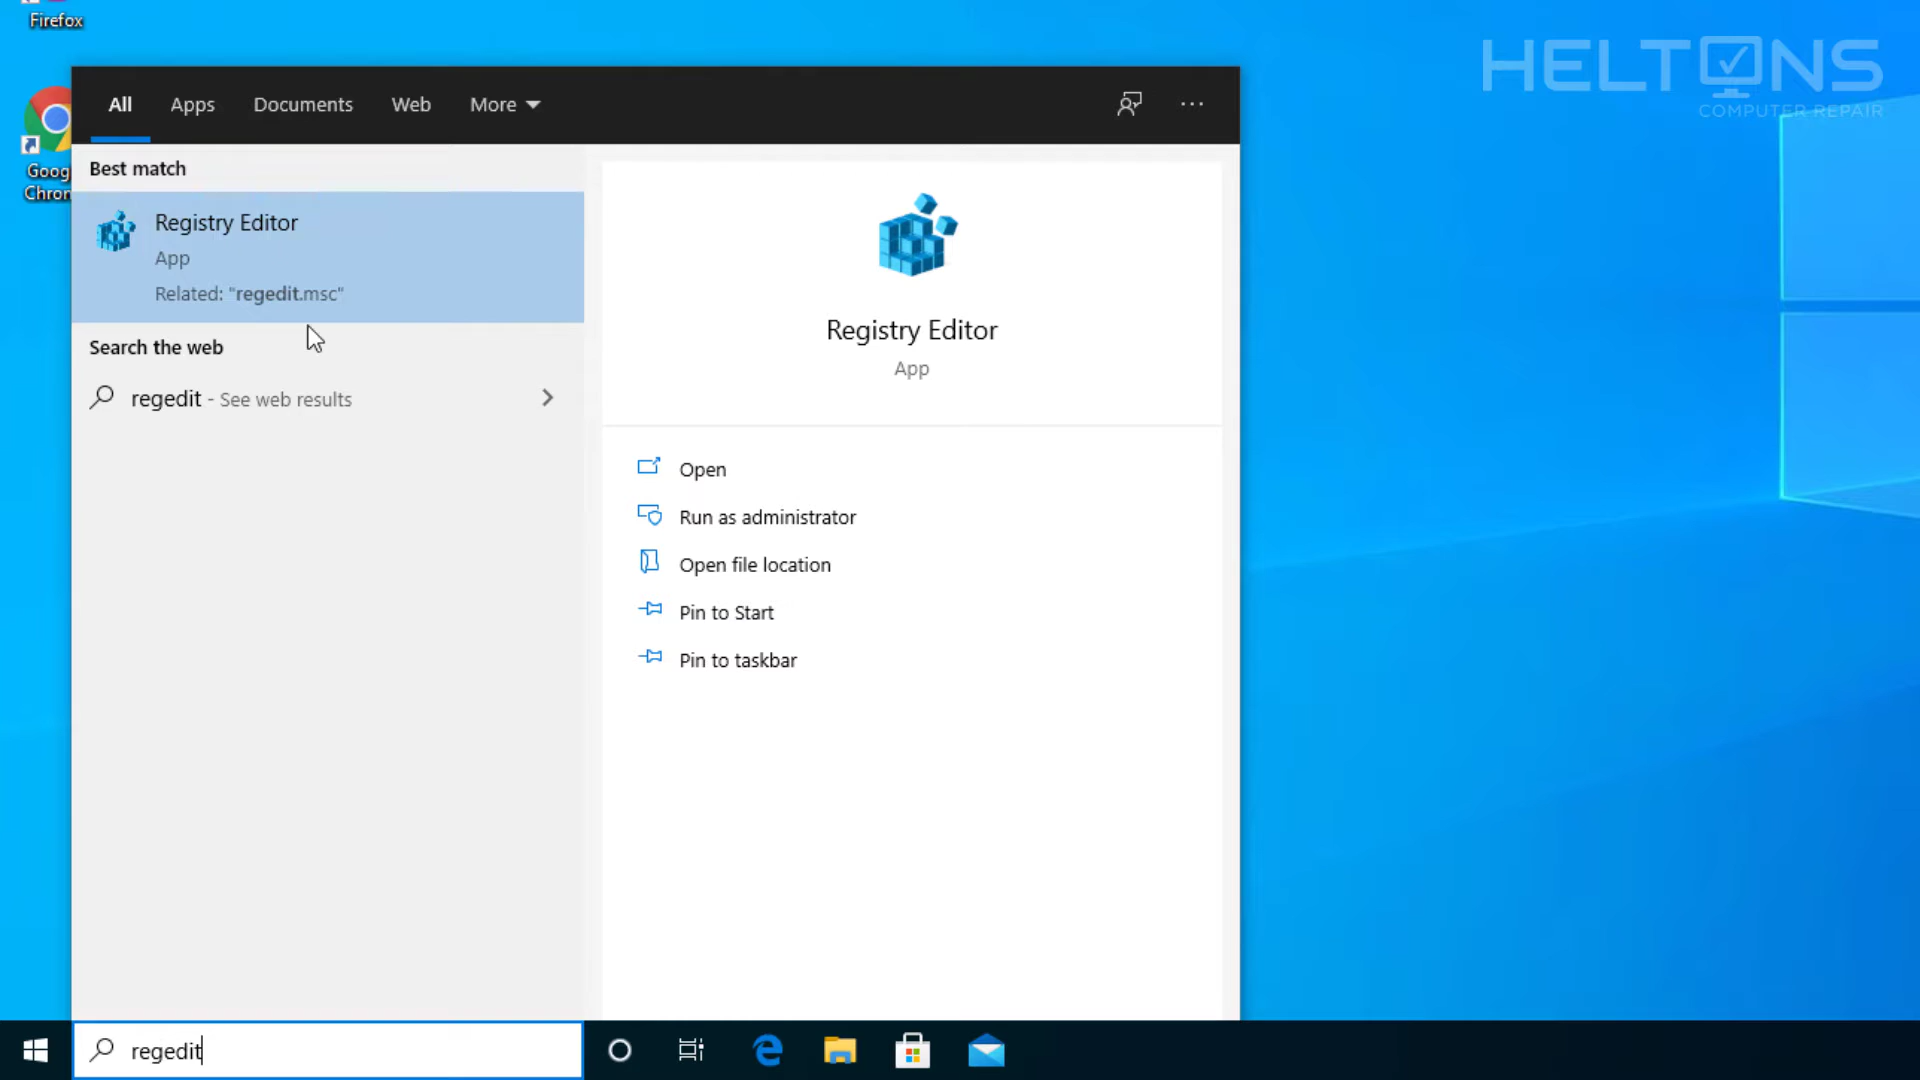 Firefox
HELTONS
COMPUTER REPAIR
All Apps Documents Web More
Goog
Chron
Best match
Registry Editor
App
Related: "regedit.msc"
Search the web
regedit - See web results
Registry Editor
App
Open
Run as administrator
Open file location
Pin to Start
Pin to taskbar
regedit